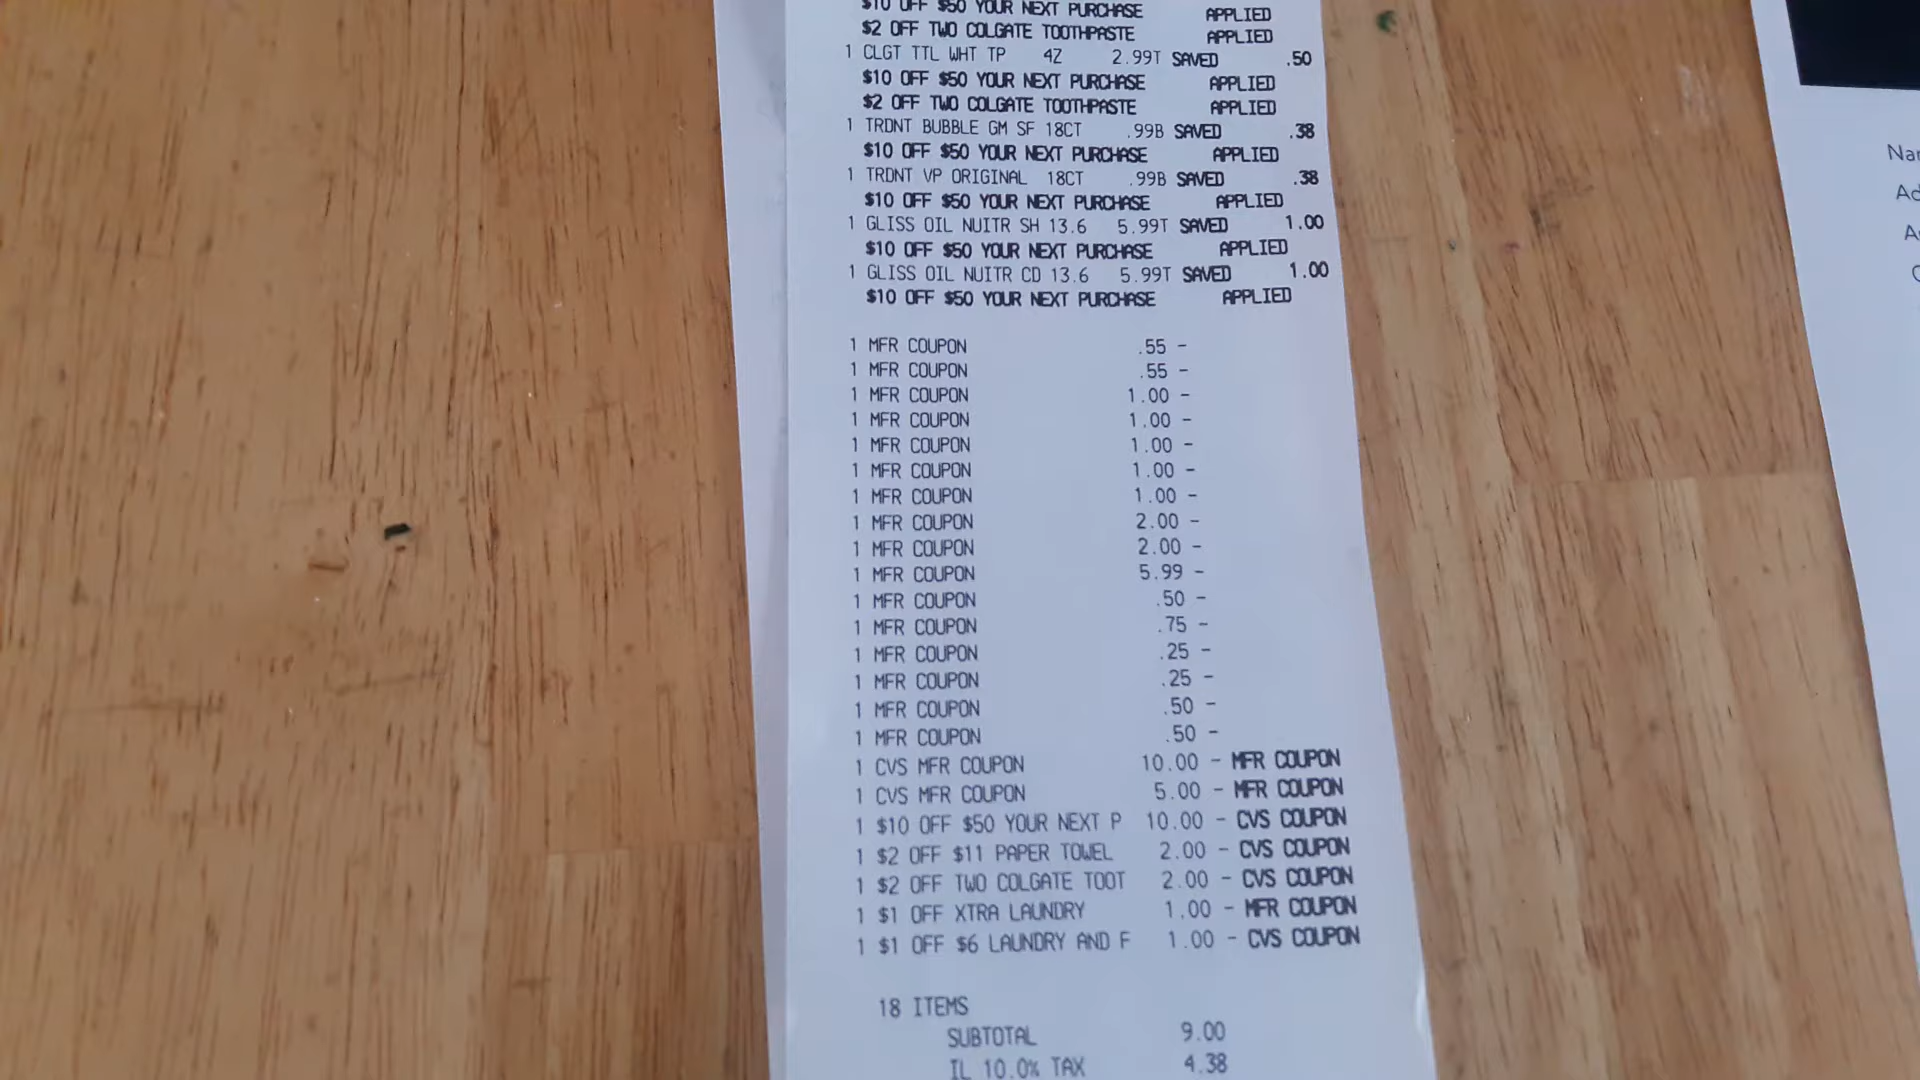 $10 OFF $50 YOUR NEXT PURCHASE APPLIED
$2 OFF TWO COLGATE TOOTHPASTE APPLIED
1 CLGT TTL WHT TP 4Z 2.99T SAVED .50
$10 OFF $50 YOUR NEXT PURCHASE APPLIED
$2 OFF TWO COLGATE TOOTHPASTE APPLIED
1 TRDNT BUBBLE GM SF 18CT .99B SAVED .38
$10 OFF $50 YOUR NEXT PURCHASE APPLIED
1 TRDNT VP ORIGINAL 18CT .99B SAVED .38
$10 OFF $50 YOUR NEXT PURCHASE APPLIED
1 GLISS OIL NUITR SH 13.6 5.99T SAVED 1.00
$10 OFF $50 YOUR NEXT PURCHASE APPLIED
1 GLISS OIL NUITR CD 13.6 5.99T SAVED 1.00
$10 OFF $50 YOUR NEXT PURCHASE APPLIED
1 MFR COUPON .55 -
1 MFR COUPON .55 -
1 MFR COUPON 1.00 -
1 MFR COUPON 1.00 -
1 MFR COUPON 1.00 -
1 MFR COUPON 1.00 -
1 MFR COUPON 1.00 -
1 MFR COUPON 2.00 -
1 MFR COUPON 2.00 -
1 MFR COUPON 5.99 -
1 MFR COUPON .50 -
1 MFR COUPON .75 -
1 MFR COUPON .25 -
1 MFR COUPON .25 -
1 MFR COUPON .50 -
1 MFR COUPON .50 -
1 CVS MFR COUPON 10.00 - MFR COUPON
1 CVS MFR COUPON 5.00 - MFR COUPON
1 $10 OFF $50 YOUR NEXT P 10.00 - CVS COUPON
1 $2 OFF $11 PAPER TOWEL 2.00 - CVS COUPON
1 $2 OFF TWO COLGATE TOOT 2.00 - CVS COUPON
1 $1 OFF XTRA LAUNDRY 1.00 - MFR COUPON
1 $1 OFF $6 LAUNDRY AND F 1.00 - CVS COUPON
18 ITEMS
SUBTOTAL 9.00
IL 10.0% TAX 4.38